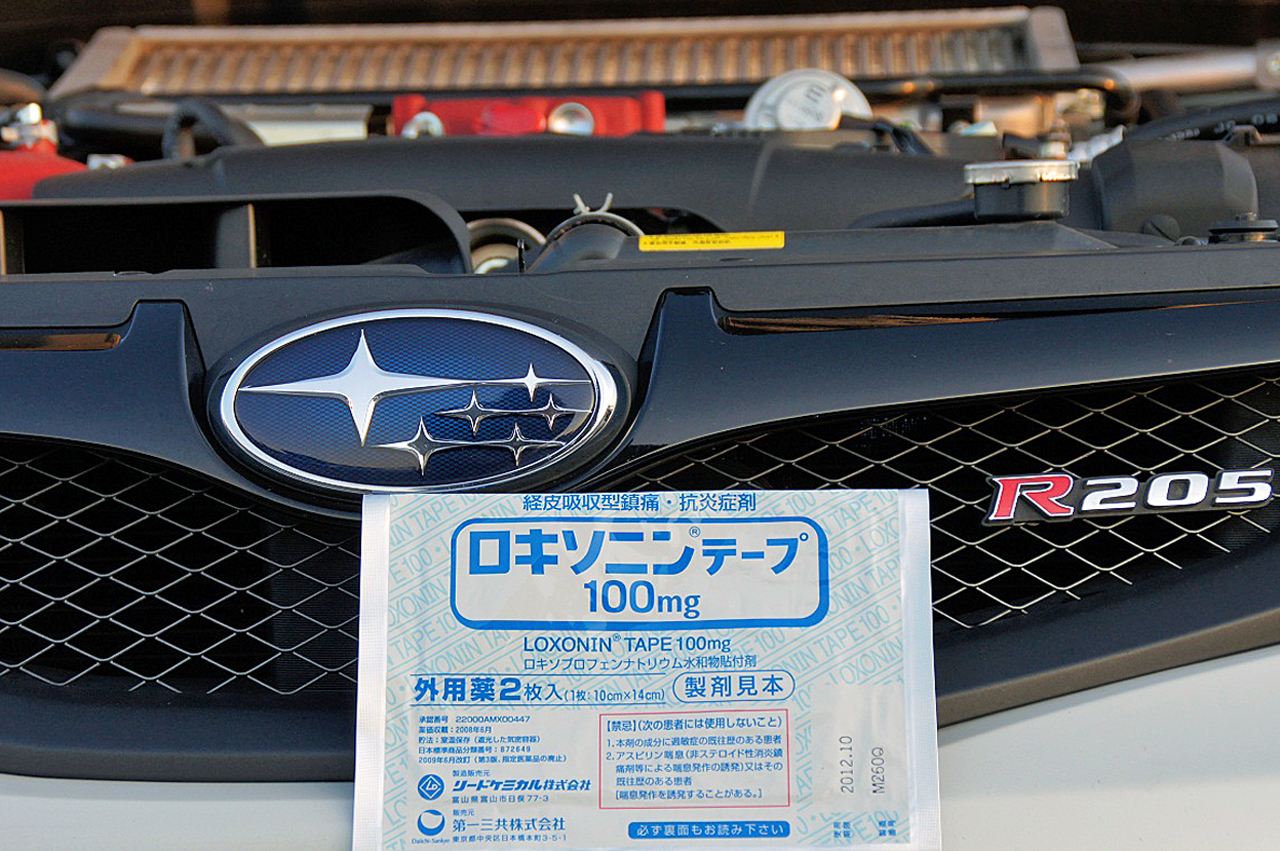 R205
経皮吸収型鎮痛・抗炎症剤
ロキソニン®テープ
100mg
LOXONIN® TAPE 100mg
ロキソプロフェンナトリウム水和物貼付剤
外用薬2枚入(1枚:10cm×14cm) 製剤見本
承認番号 22000AMX00447
薬価収載:2008年6月
貯法:室温保存(遮光した気密容器)
日本標準商品分類番号:872649
2009年6月改訂(第3版、指定医薬品の廃止)
製造販売元
リードケミカル株式会社
富山県富山市日俣77-3
販売元
第一三共株式会社
Daiichi-Sankyo
東京都中央区日本橋本町3-5-1
【禁忌】(次の患者には使用しないこと)
1.本剤の成分に過敏症の既往歴のある患者
2.アスピリン喘息(非ステロイド性消炎鎮
痛剤等による喘息発作の誘発)又はその
既往歴のある患者
[喘息発作を誘発することがある。]
必ず裏面もお読み下さい
使用期限 2012.10
製造番号 M260Q